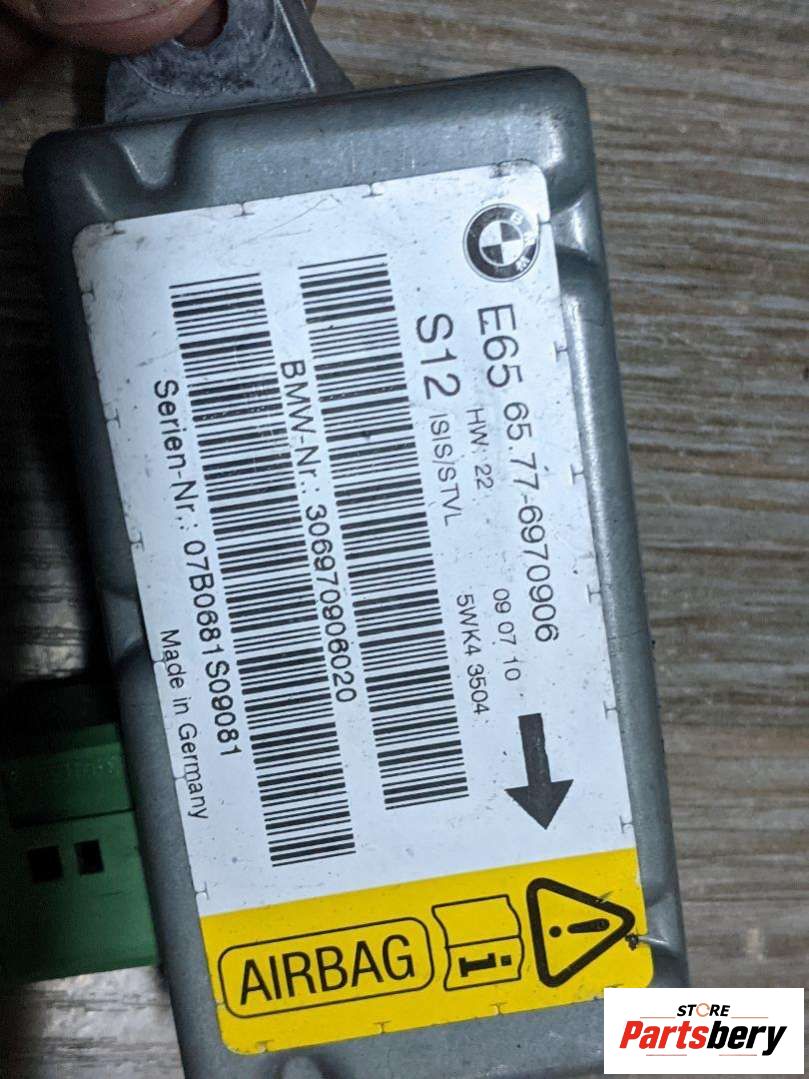 BMW
E65 65.77-6970906
HW: 22 09 07 10
S12 ISIS/STVL 5WK4 3504
BMW-Nr.: 306970906020
Serien-Nr.: 07B0681S09081
Made in Germany
AIRBAG
i
!
STORE
Partsbery